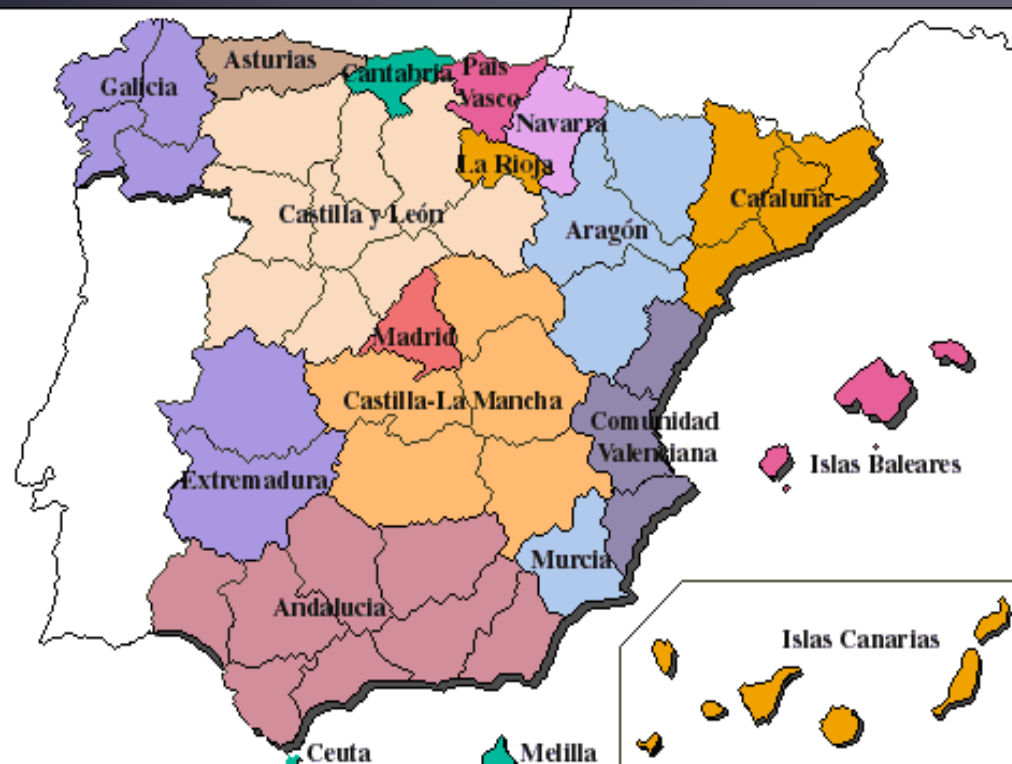 Asturias
Cantabria
Pais
Vasco
Galicia
Navarra
La Rioja
Cataluña
Castilla y León
Aragón
Madrid
Castilla-La Mancha
Comunidad
Valenciana
Islas Baleares
Extremadura
Murcia
Andalucia
Islas Canarias
Ceuta
Melilla